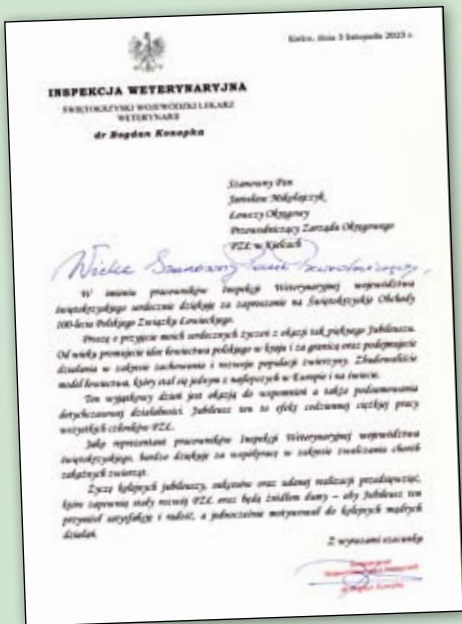 Kielce, dnia 3 listopada 2023 r.
INSPEKCJA WETERYNARYJNA
ŚWIĘTOKRZYSKI WOJEWÓDZKI LEKARZ
WETERYNARII
dr Bogdan Konopka
Szanowny Pan
Jarosław Mikołajczyk
Łowczy Okręgowy
Przewodniczący Zarządu Okręgowego
PZŁ w Kielcach
Wielce Szanowny Panie Przewodniczący,
W imieniu pracowników Inspekcji Weterynaryjnej województwa
świętokrzyskiego serdecznie dziękuję za zaproszenie na Świętokrzyskie Obchody
100-lecia Polskiego Związku Łowieckiego.
Proszę o przyjęcie moich serdecznych życzeń z okazji tak pięknego Jubileuszu.
Od wieku promujecie idee łowiectwa polskiego w kraju i za granicą oraz podejmujecie
działania w zakresie zachowania i rozwoju populacji zwierzyny. Zbudowaliście
model łowiectwa, który stał się jednym z najlepszych w Europie i na świecie.
Ten wyjątkowy dzień jest okazją do wspomnień a także podsumowania
dotychczasowej działalności. Jubileusz ten to efekt codziennej ciężkiej pracy
wszystkich członków PZŁ.
Jako reprezentant pracowników Inspekcji Weterynaryjnej województwa
świętokrzyskiego, bardzo dziękuję za współpracę w zakresie zwalczania chorób
zakaźnych zwierząt.
Życzę kolejnych jubileuszy, sukcesów oraz udanej realizacji przedsięwzięć,
które zapewnią stały rozwój PZŁ oraz będą źródłem dumy – aby Jubileusz ten
przyniósł satysfakcję i radość, a jednocześnie motywował do kolejnych mądrych
działań.
Z wyrazami szacunku
dr Bogdan Konopka